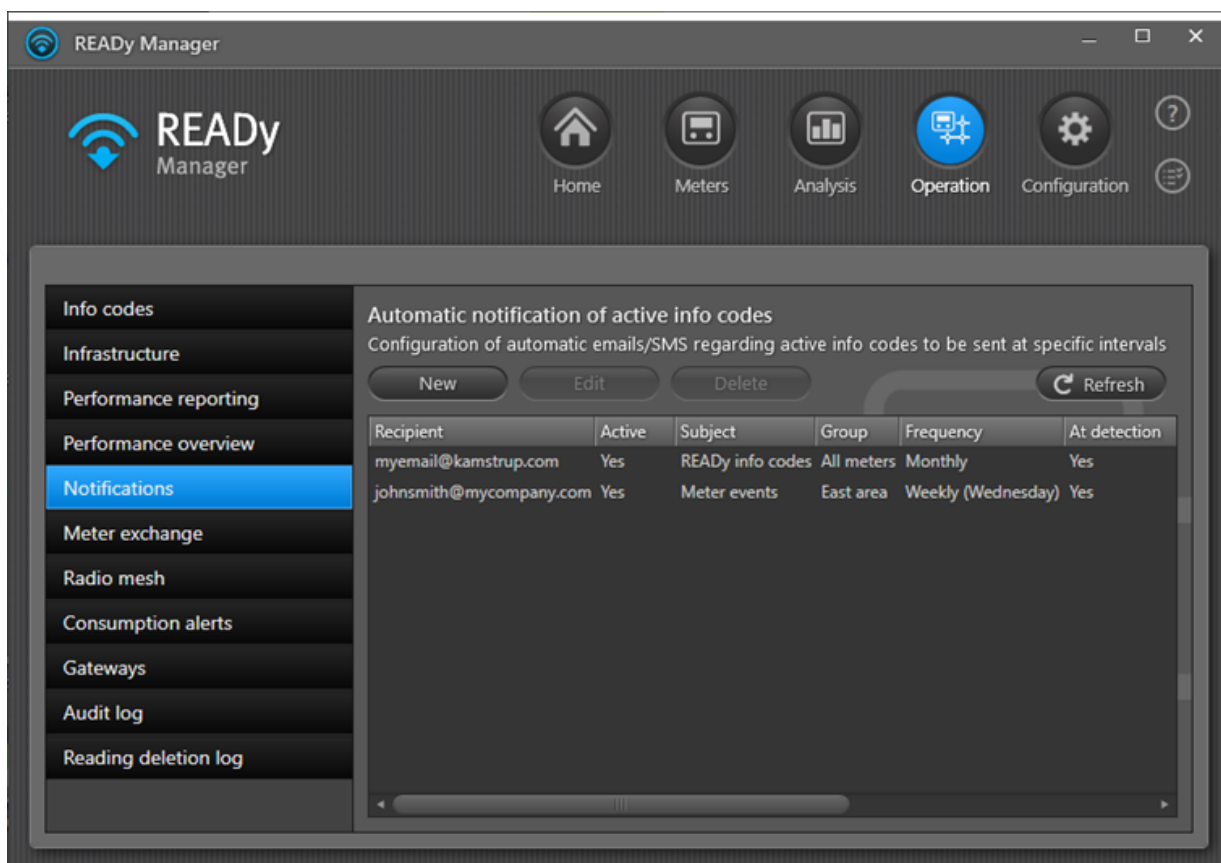 READy Manager
READy
Manager
Home Meters Analysis Operation Configuration
?
Info codes
Infrastructure
Performance reporting
Performance overview
Notifications
Meter exchange
Radio mesh
Consumption alerts
Gateways
Audit log
Reading deletion log
Automatic notification of active info codes
Configuration of automatic emails/SMS regarding active info codes to be sent at specific intervals
New Edit Delete Refresh
Recipient Active Subject Group Frequency At detection
myemail@kamstrup.com Yes READy info codes All meters Monthly Yes
johnsmith@mycompany.com Yes Meter events East area Weekly (Wednesday) Yes